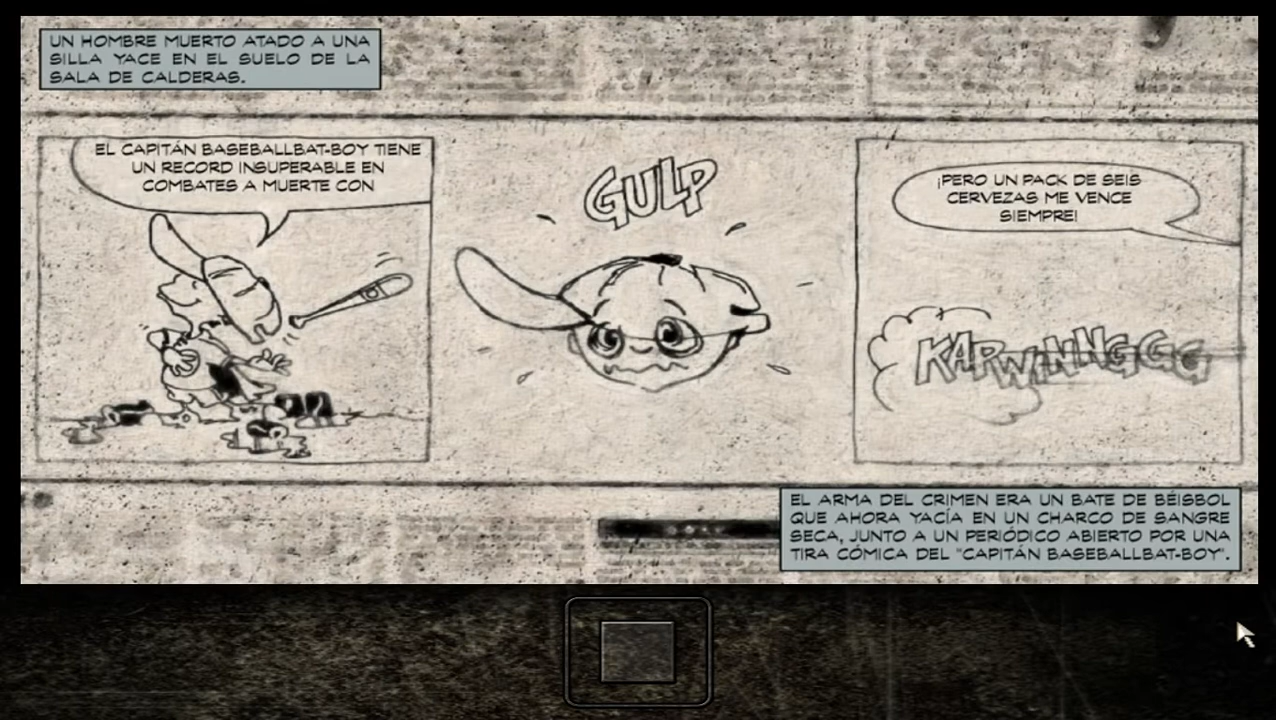 UN HOMBRE MUERTO ATADO A UNA
SILLA YACE EN EL SUELO DE LA
SALA DE CALDERAS.
EL CAPITÁN BASEBALLBAT-BOY TIENE
UN RECORD INSUPERABLE EN
COMBATES A MUERTE CON
GULP
¡PERO UN PACK DE SEIS
CERVEZAS ME VENCE
SIEMPRE!
KAPWINNGGG
EL ARMA DEL CRIMEN ERA UN BATE DE BÉISBOL
QUE AHORA YACÍA EN UN CHARCO DE SANGRE
SECA, JUNTO A UN PERIÓDICO ABIERTO POR UNA
TIRA CÓMICA DEL "CAPITÁN BASEBALLBAT-BOY".